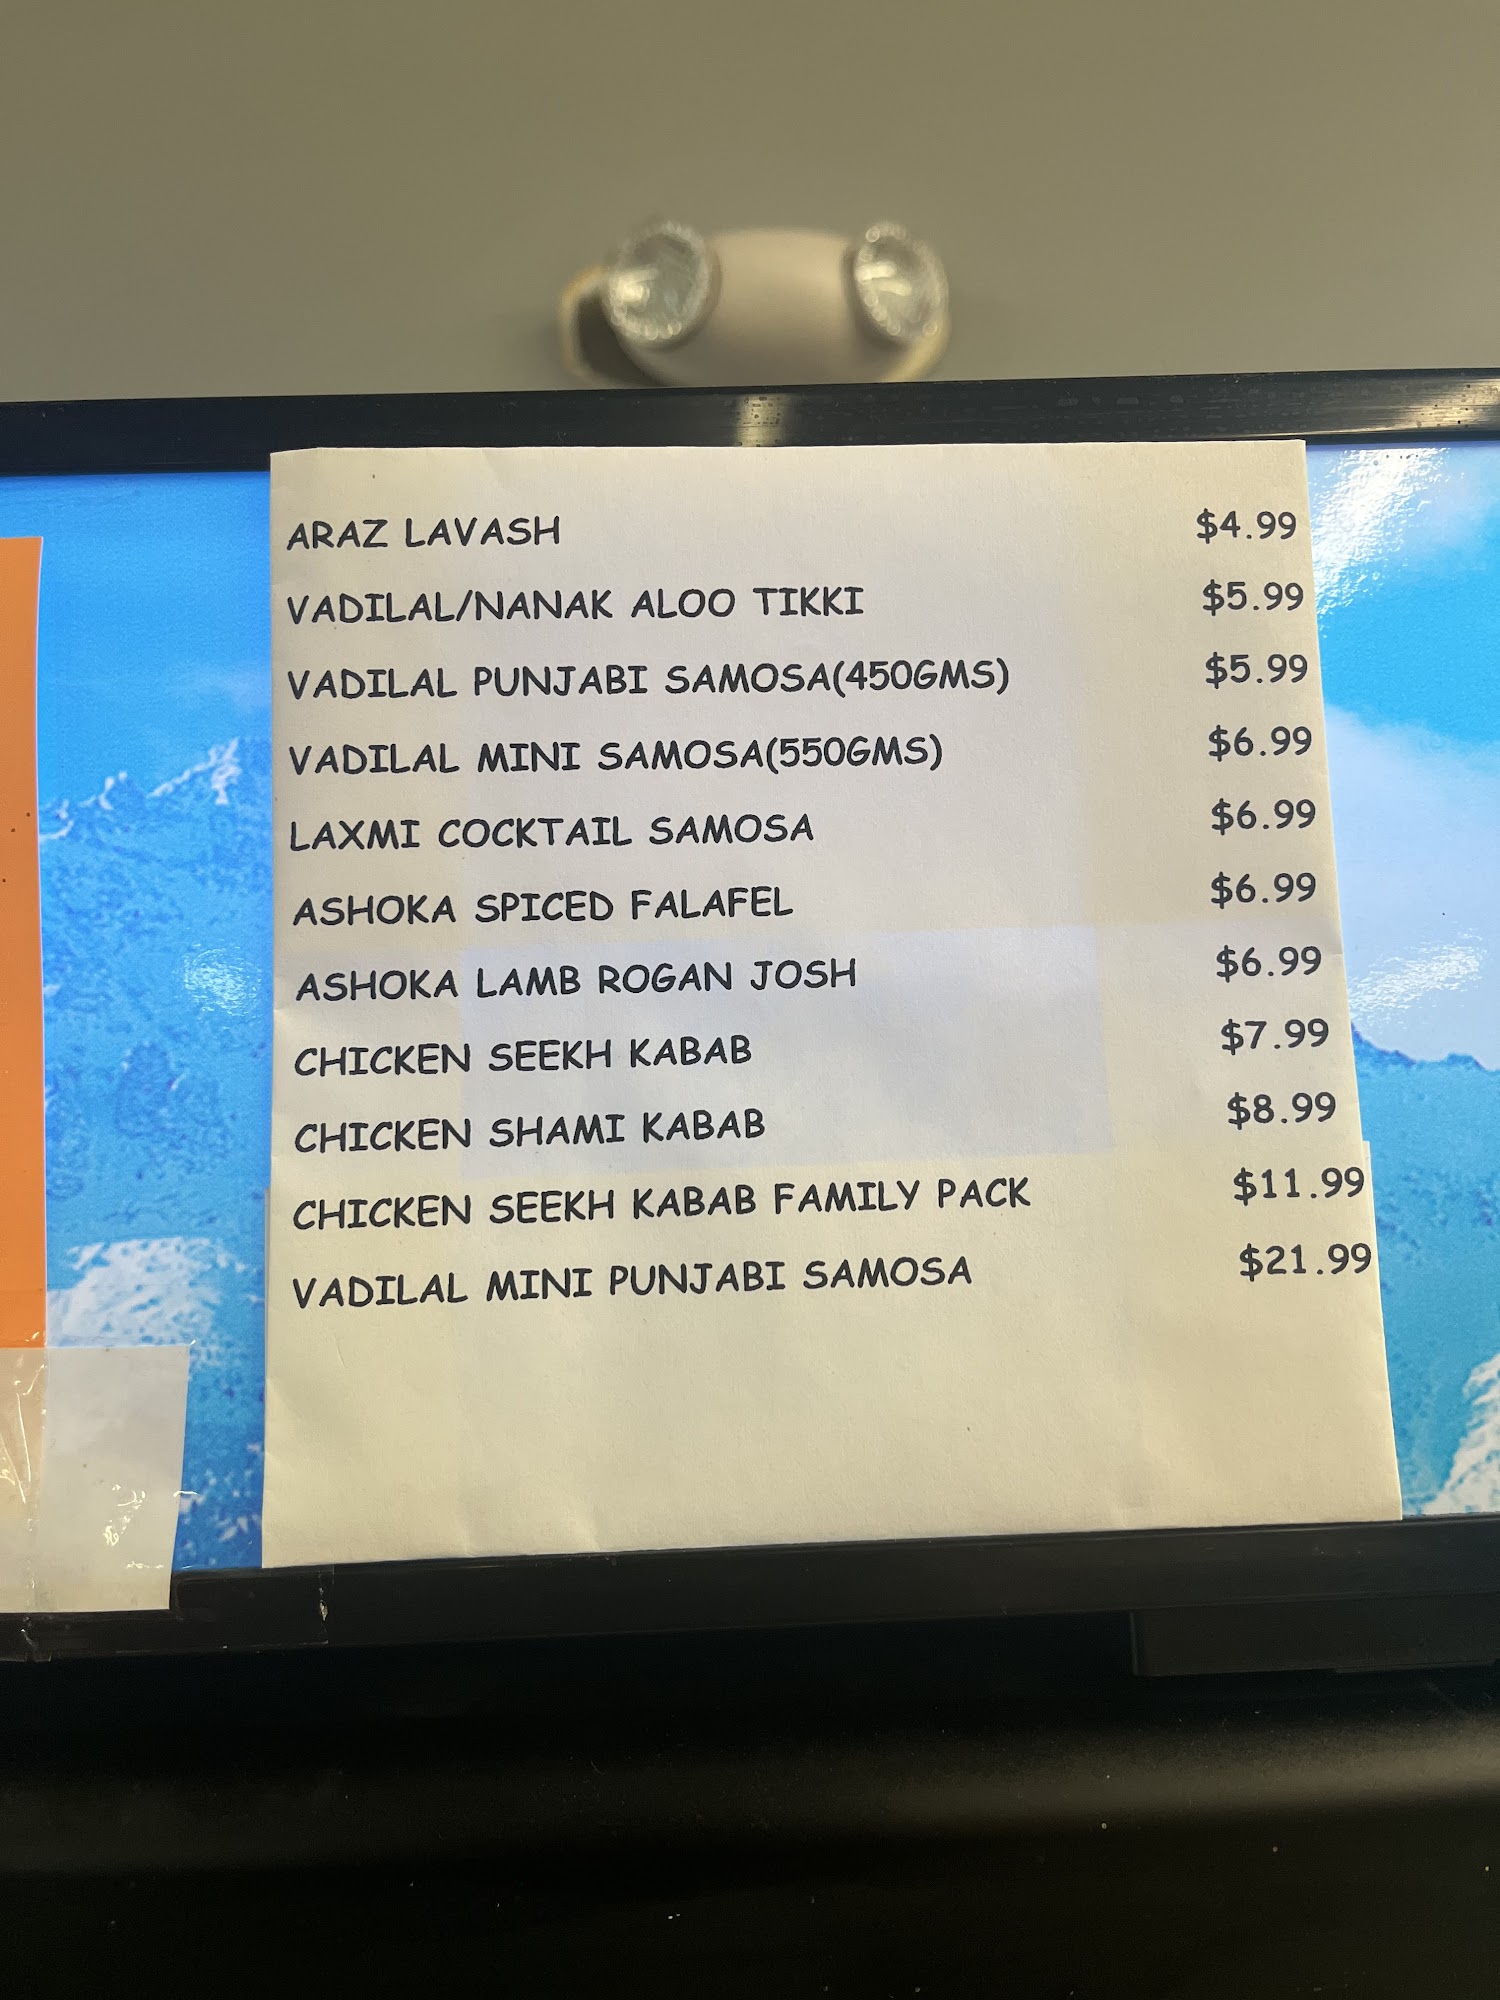 ARAZ LAVASH $4.99
VADILAL/NANAK ALOO TIKKI $5.99
VADILAL PUNJABI SAMOSA(450GMS) $5.99
VADILAL MINI SAMOSA(550GMS) $6.99
LAXMI COCKTAIL SAMOSA $6.99
ASHOKA SPICED FALAFEL $6.99
ASHOKA LAMB ROGAN JOSH $6.99
CHICKEN SEEKH KABAB $7.99
CHICKEN SHAMI KABAB $8.99
CHICKEN SEEKH KABAB FAMILY PACK $11.99
VADILAL MINI PUNJABI SAMOSA $21.99